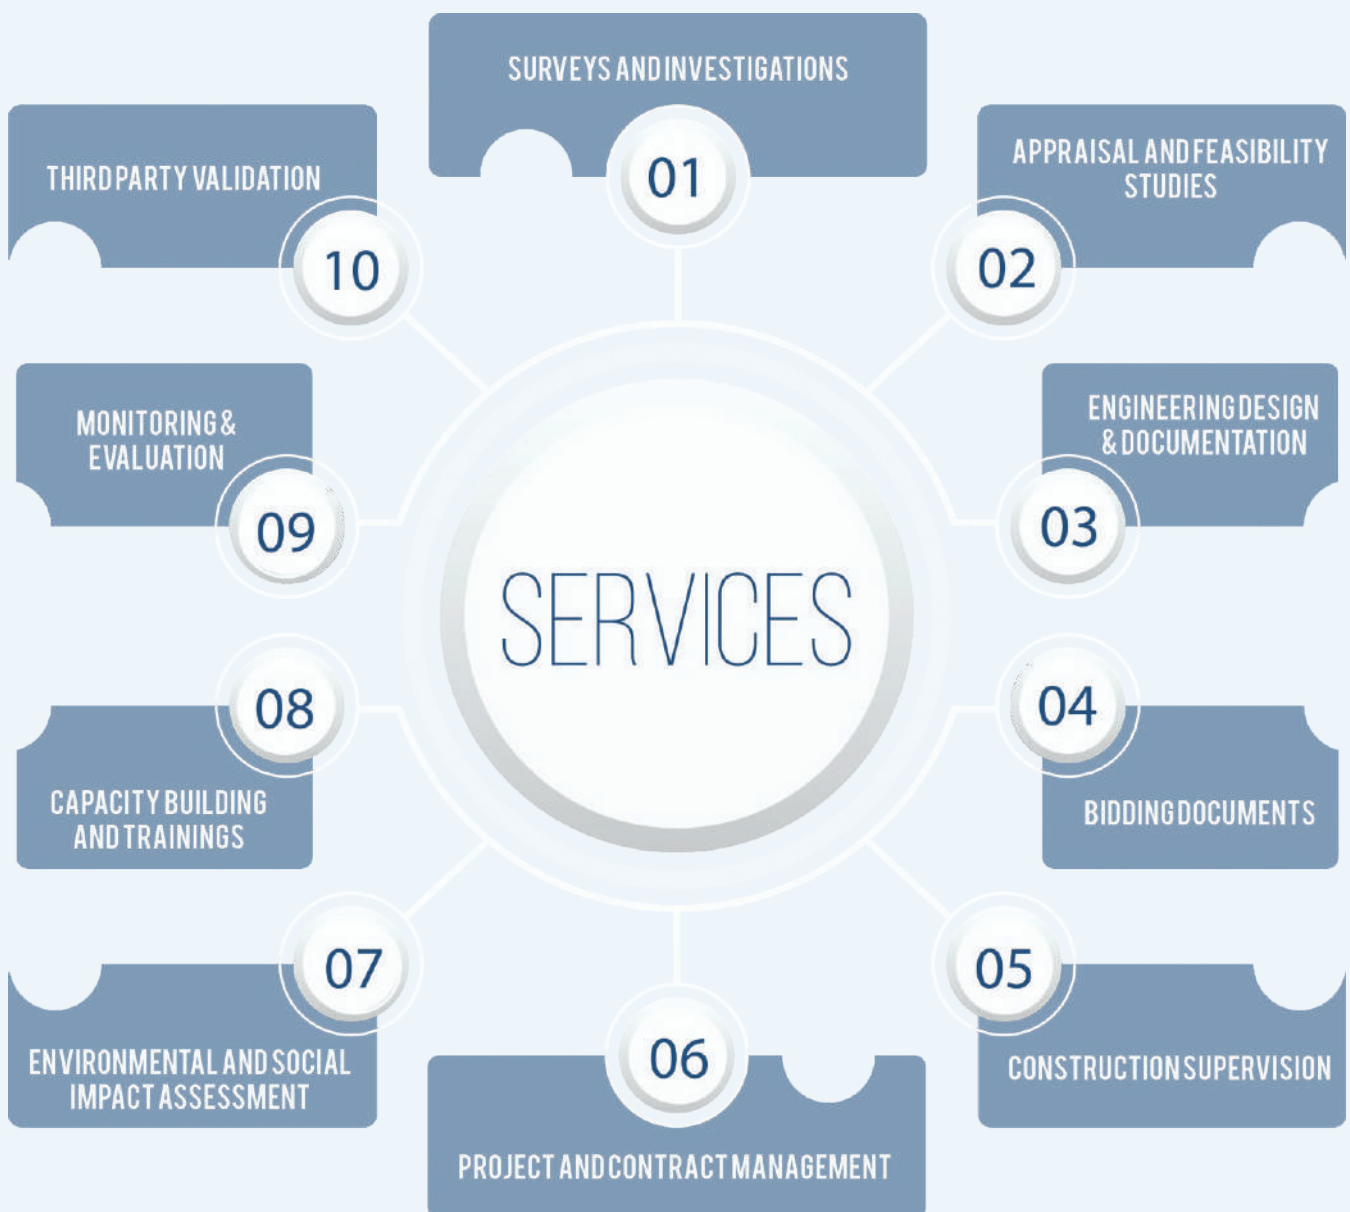 SURVEYS AND INVESTIGATIONS
01
APPRAISAL AND FEASIBILITY
STUDIES
02
ENGINEERING DESIGN
& DOCUMENTATION
03
04
BIDDING DOCUMENTS
05
CONSTRUCTION SUPERVISION
06
PROJECT AND CONTRACT MANAGEMENT
07
ENVIRONMENTAL AND SOCIAL
IMPACT ASSESSMENT
08
CAPACITY BUILDING
AND TRAININGS
MONITORING &
EVALUATION
09
THIRD PARTY VALIDATION
10
SERVICES